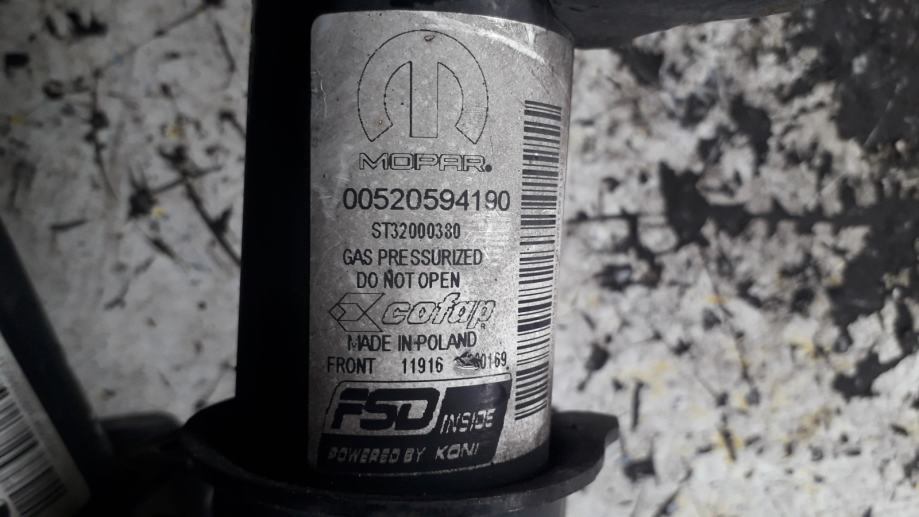 MOPAR®
00520594190
ST32000380
GAS PRESSURIZED
DO NOT OPEN
cofap®
MADE IN POLAND
FRONT 11916
FSD INSIDE
POWERED BY KONI